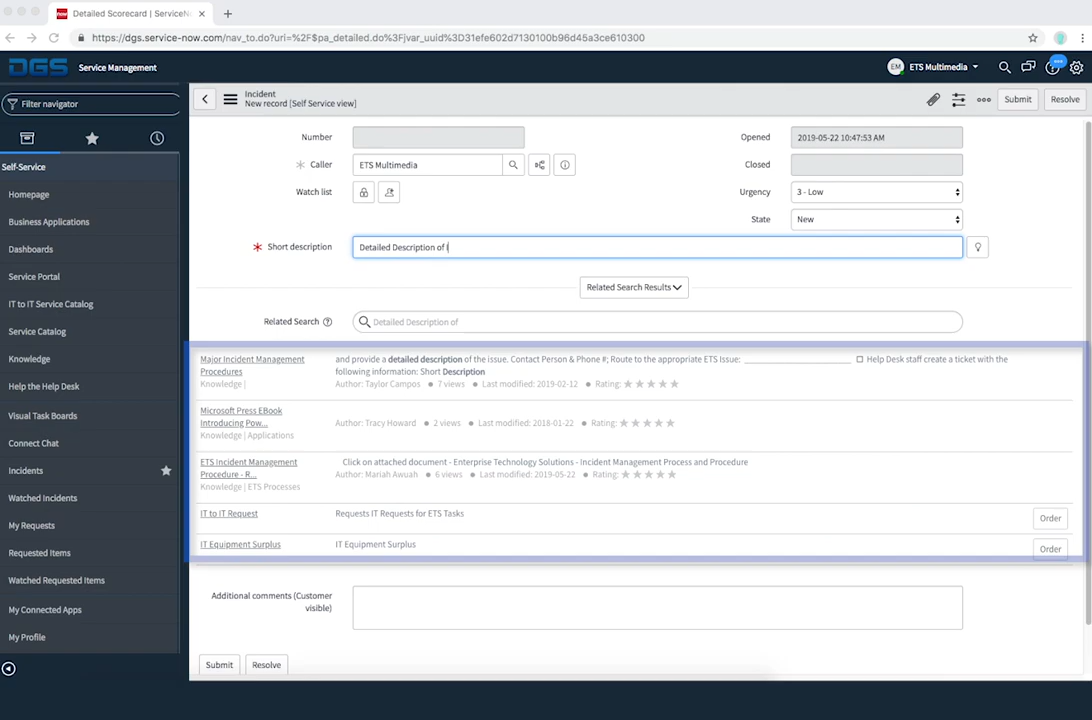 Detailed Scorecard | ServiceNo
https://dgs.service-now.com/nav_to.do?uri=%2F$pa_detailed.do%3Fjvar_uuid%3D31efe602d7130100b96d45a3ce610300
DGS Service Management
EM ETS Multimedia
Filter navigator
Incident
New record [Self Service view]
Submit Resolve
Self-Service
Homepage
Business Applications
Dashboards
Service Portal
IT to IT Service Catalog
Service Catalog
Knowledge
Help the Help Desk
Visual Task Boards
Connect Chat
Incidents
Watched Incidents
My Requests
Requested Items
Watched Requested Items
My Connected Apps
My Profile
Number
Opened 2019-05-22 10:47:53 AM
Caller ETS Multimedia
Closed
Watch list
Urgency 3 - Low
State New
Short description Detailed Description of I
Related Search Results
Related Search Detailed Description of
Major Incident Management
Procedures
Knowledge |
and provide a detailed description of the issue. Contact Person & Phone #; Route to the appropriate ETS Issue: ______________________ ☐ Help Desk staff create a ticket with the
following information: Short Description
Author: Taylor Campos • 7 views • Last modified: 2019-02-12 • Rating: ★★★★★
Microsoft Press EBook
Introducing Pow...
Knowledge | Applications
Author: Tracy Howard • 2 views • Last modified: 2018-01-22 • Rating: ★★★★★
ETS Incident Management
Procedure - R...
Knowledge | ETS Processes
Click on attached document - Enterprise Technology Solutions - Incident Management Process and Procedure
Author: Mariah Awuah • 6 views • Last modified: 2019-05-22 • Rating: ★★★★★
IT to IT Request Requests IT Requests for ETS Tasks Order
IT Equipment Surplus IT Equipment Surplus Order
Additional comments (Customer
visible)
Submit Resolve